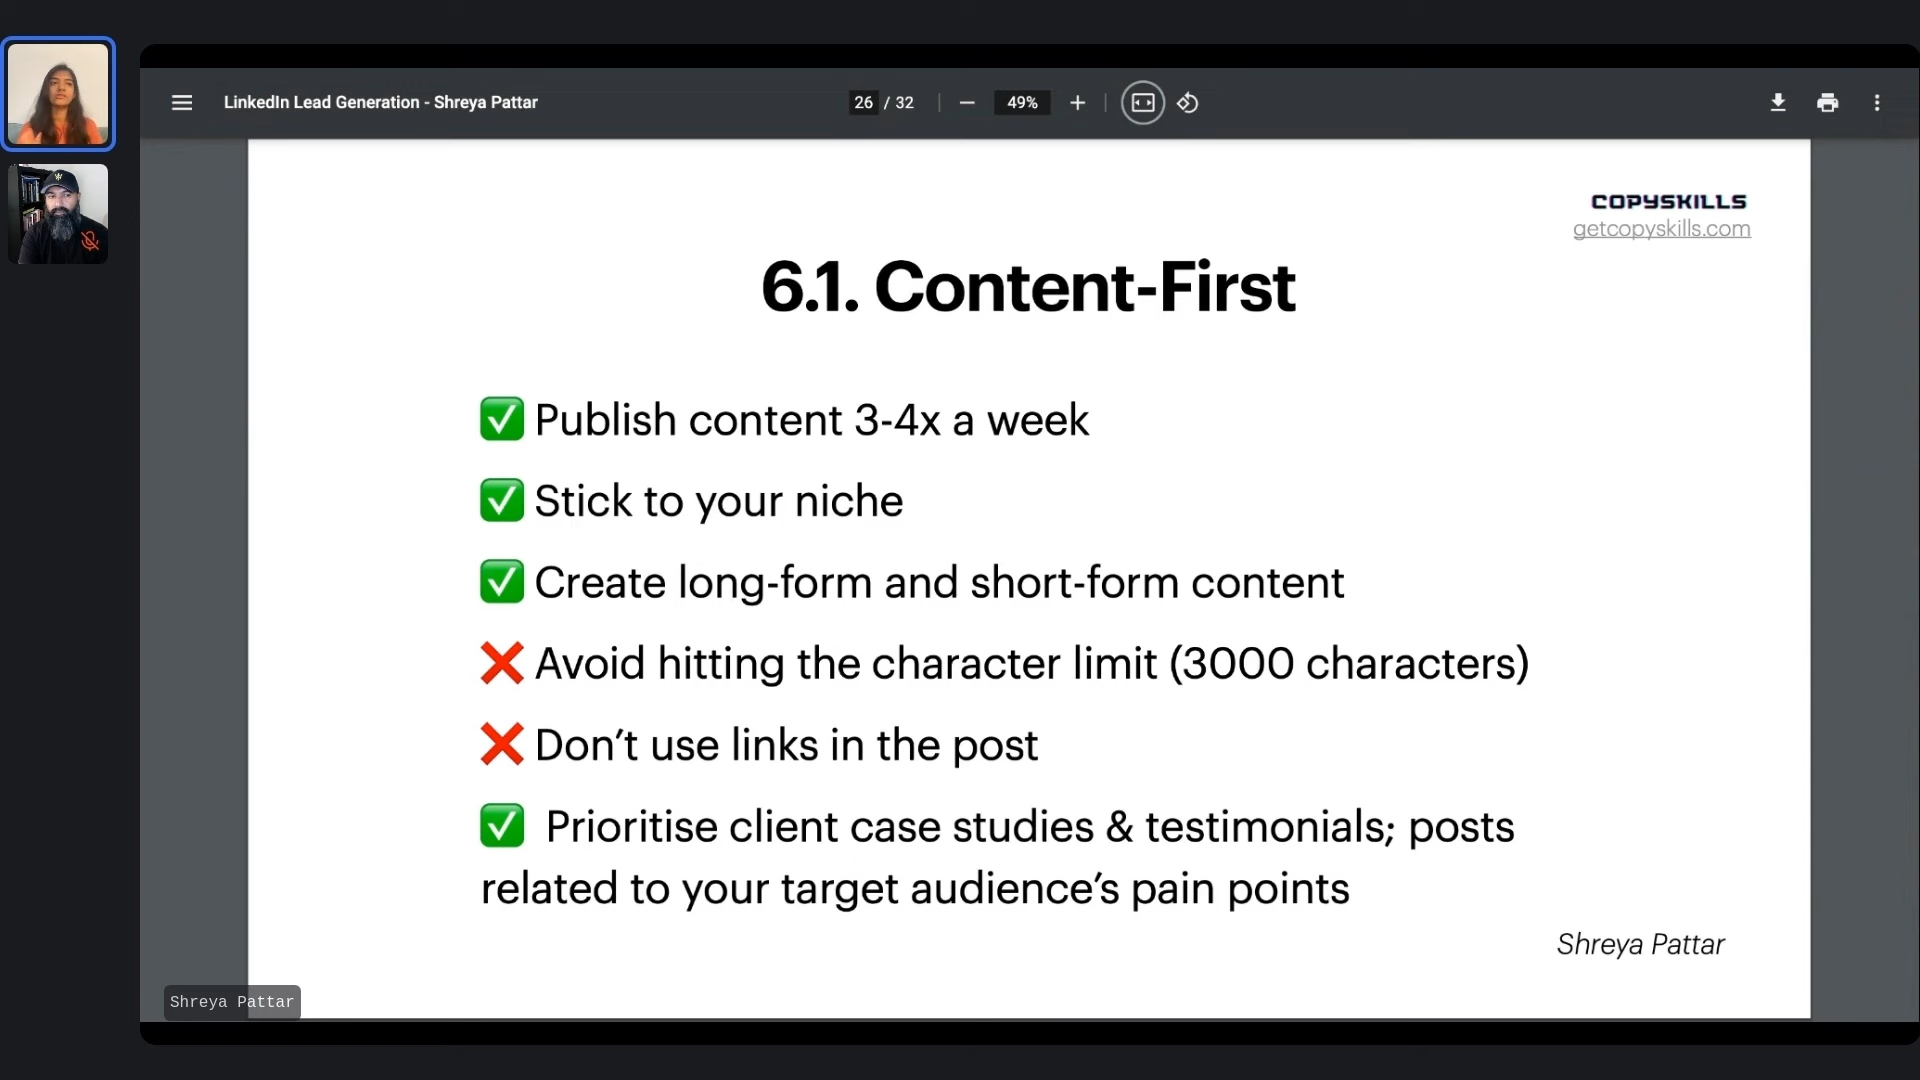 LinkedIn Lead Generation - Shreya Pattar
26 / 32
49%
COPYSKILLS
getcopyskills.com
6.1. Content-First
✅ Publish content 3-4x a week
✅ Stick to your niche
✅ Create long-form and short-form content
❌ Avoid hitting the character limit (3000 characters)
❌ Don’t use links in the post
✅ Prioritise client case studies & testimonials; posts
related to your target audience’s pain points
Shreya Pattar
Shreya Pattar